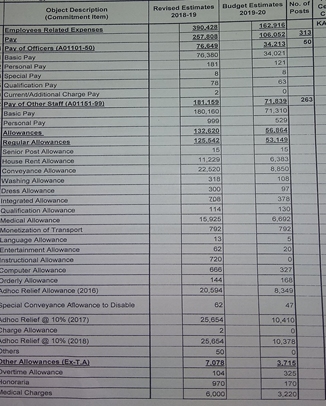 Object Description Revised Estimates Budget Estimates No. of
(Commitment Item) 2018-19 2019-20 Posts
Employees Related Expenses 390,428 162,916
Pay 257,808 106,052 313
Pay of Officers (A01101-50) 76,649 34,213 50
Basic Pay 76,380 34,021
Personal Pay 181 121
Special Pay 8 8
Qualification Pay 78 63
Current/Additional Charge Pay 2 0
Pay of Other Staff (A01151-99) 181,159 71,839 263
Basic Pay 180,160 71,310
Personal Pay 999 529
Allowances 132,620 56,864
Regular Allowances 125,542 53,149
Senior Post Allowance 15 15
House Rent Allowance 11,229 6,383
Conveyance Allowance 22,520 8,850
Washing Allowance 318 108
Dress Allowance 300 97
Integrated Allowance 708 378
Qualification Allowance 114 130
Medical Allowance 15,925 6,692
Monetization of Transport 792 792
Language Allowance 13 5
Entertainment Allowance 62 20
Instructional Allowance 720 0
Computer Allowance 666 327
Orderly Allowance 144 168
Adhoc Relief Allowance (2016) 20,594 8,349
Special Conveyance Allowance to Disable 62 47
Adhoc Relief @ 10% (2017) 25,654 10,410
Charge Allowance 2 0
Adhoc Relief @ 10% (2018) 25,654 10,378
Others 50 0
Other Allowances (Ex-T.A) 7,078 3,715
Overtime Allowance 104 325
Honoraria 970 170
Medical Charges 6,000 3,220